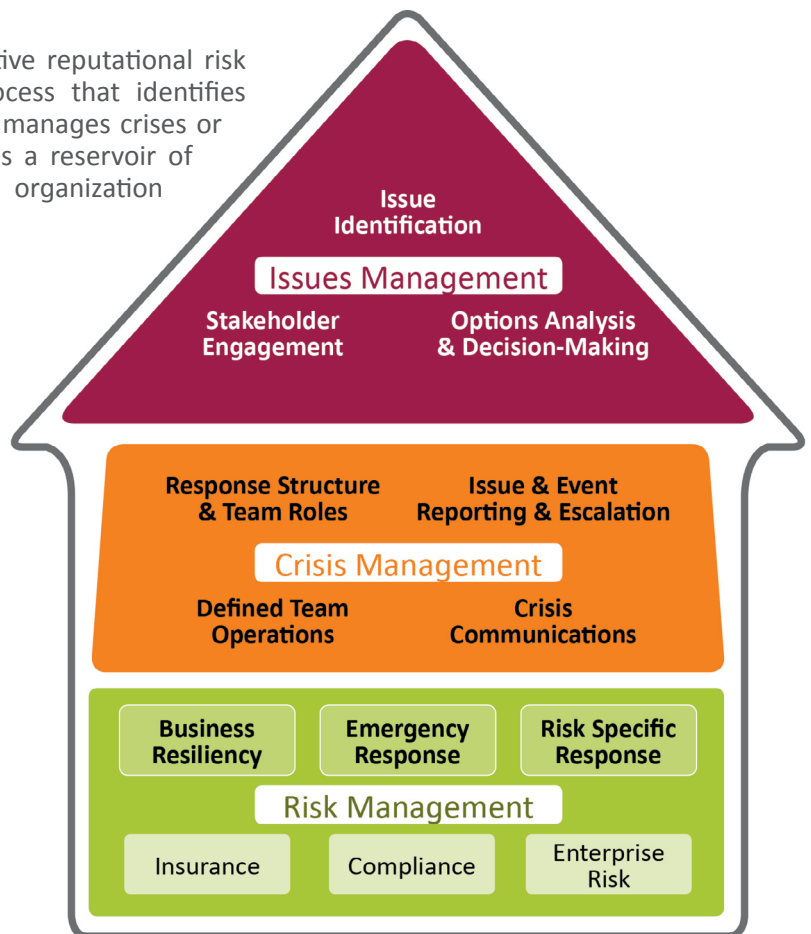 tive reputational risk
ocess that identifies
manages crises or
s a reservoir of
organization
Issue
Identification
Issues Management
Stakeholder
Engagement
Options Analysis
& Decision-Making
Response Structure
& Team Roles
Issue & Event
Reporting & Escalation
Crisis Management
Defined Team
Operations
Crisis
Communications
Business
Resiliency
Emergency
Response
Risk Specific
Response
Risk Management
Insurance
Compliance
Enterprise
Risk